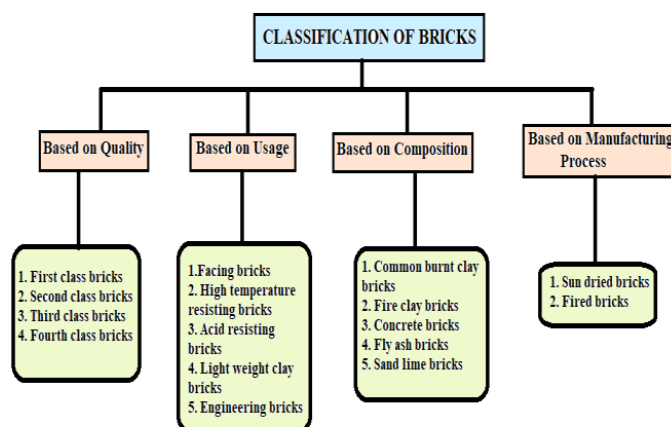 CLASSIFICATION OF BRICKS
Based on Quality
Based on Usage
Based on Composition
Based on Manufacturing
Process
1. First class bricks
2. Second class bricks
3. Third class bricks
4. Fourth class bricks
1.Facing bricks
2. High temperature
resisting bricks
3. Acid resisting
bricks
4. Light weight clay
bricks
5. Engineering bricks
1. Common burnt clay
bricks
2. Fire clay bricks
3. Concrete bricks
4. Fly ash bricks
5. Sand lime bricks
1. Sun dried bricks
2. Fired bricks